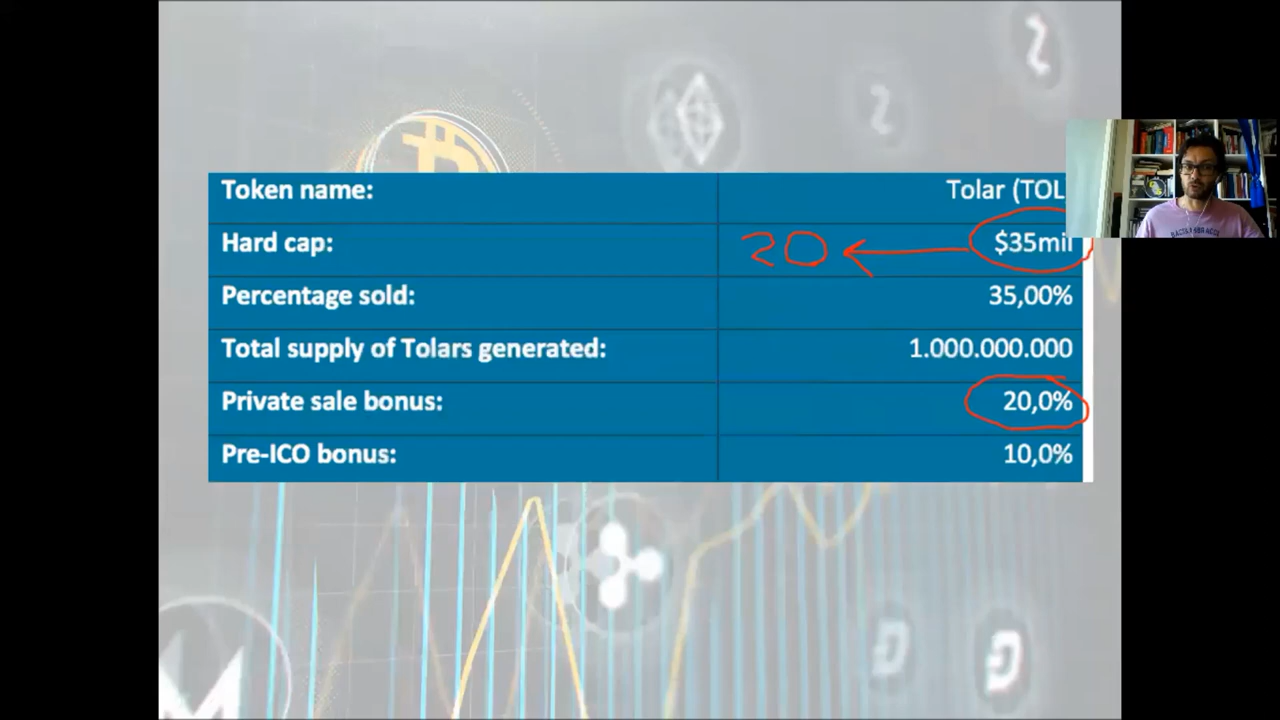 Token name: Tolar (TOL
Hard cap: 20 $35mil
Percentage sold: 35,00%
Total supply of Tolars generated: 1.000.000.000
Private sale bonus: 20,0%
Pre-ICO bonus: 10,0%